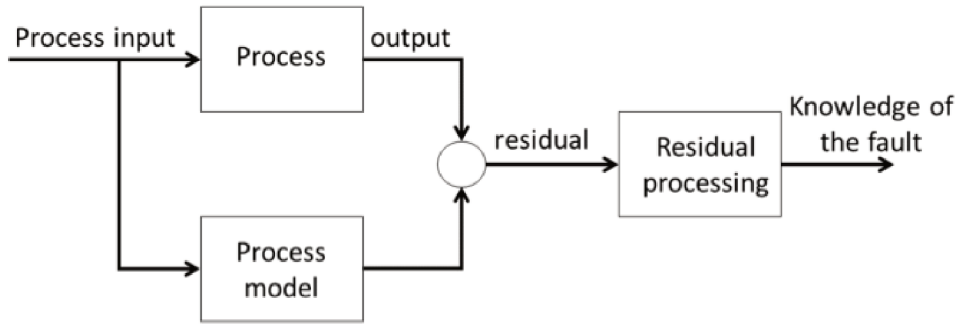 Process input
Process
output
residual
Residual
processing
Knowledge of
the fault
Process
model